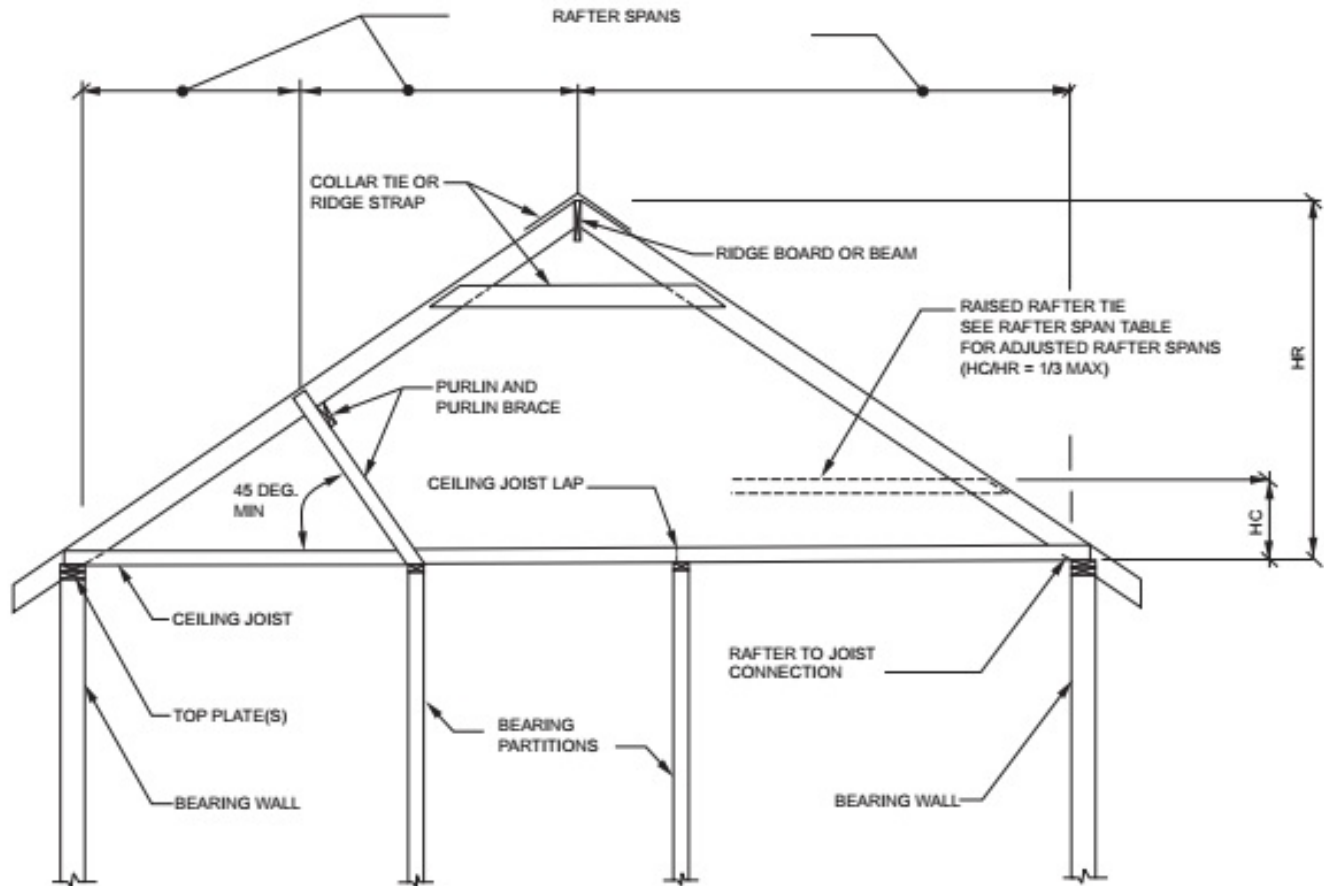 RAFTER SPANS
COLLAR TIE OR
RIDGE STRAP
RIDGE BOARD OR BEAM
RAISED RAFTER TIE
SEE RAFTER SPAN TABLE
FOR ADJUSTED RAFTER SPANS
(HC/HR = 1/3 MAX)
HR
PURLIN AND
PURLIN BRACE
45 DEG.
MIN
CEILING JOIST LAP
HC
CEILING JOIST
RAFTER TO JOIST
CONNECTION
TOP PLATE(S)
BEARING
PARTITIONS
BEARING WALL
BEARING WALL